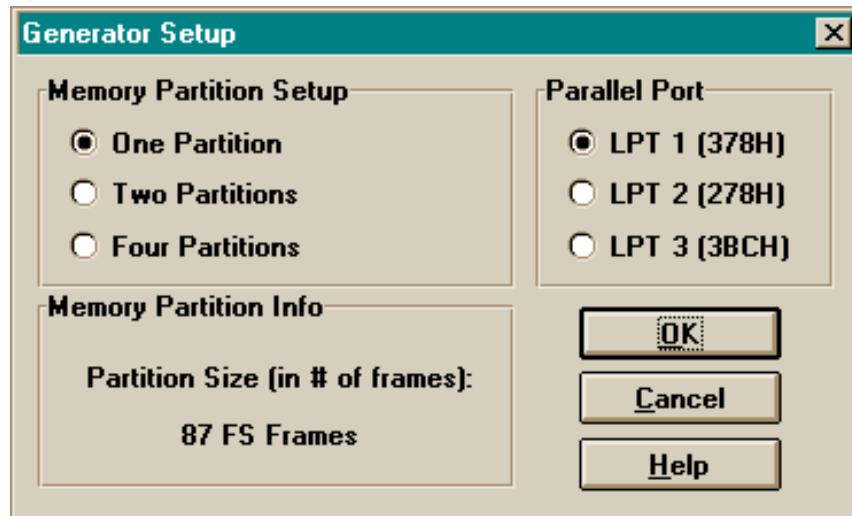 Generator Setup
Memory Partition Setup
One Partition
Two Partitions
Four Partitions
Parallel Port
LPT 1 (378H)
LPT 2 (278H)
LPT 3 (3BCH)
Memory Partition Info
Partition Size (in # of frames):
87 FS Frames
OK
Cancel
Help